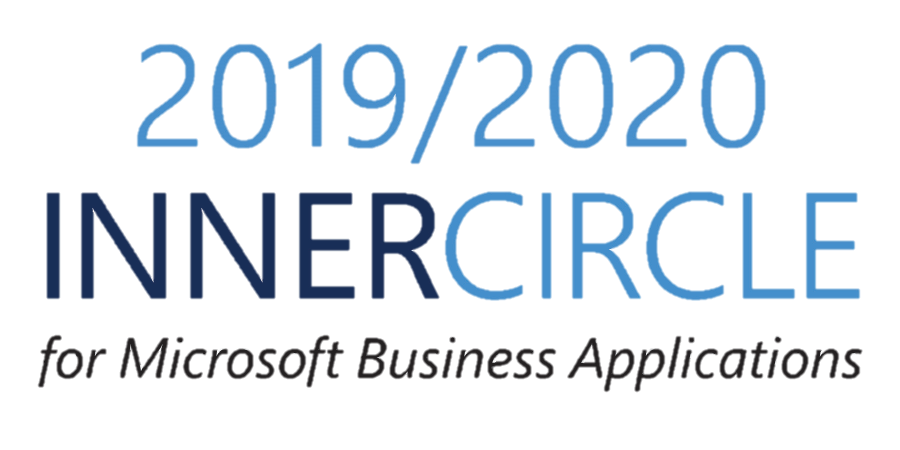 2019/2020
INNERCIRCLE
for Microsoft Business Applications